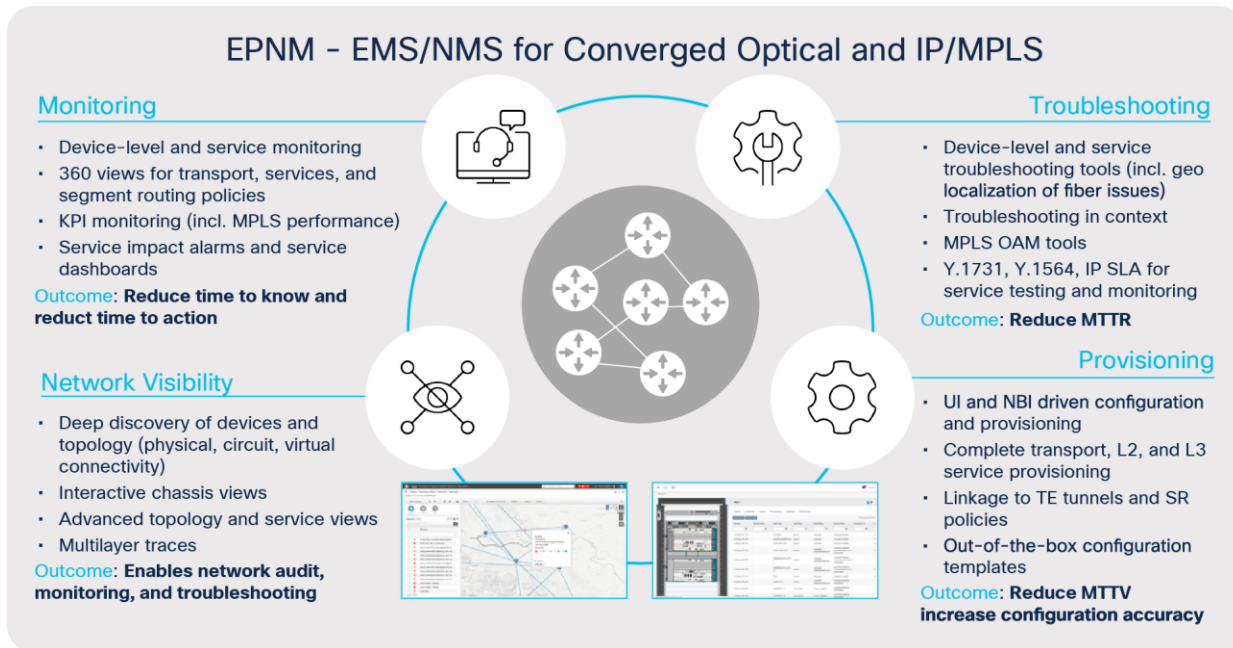 EPNM - EMS/NMS for Converged Optical and IP/MPLS
Monitoring
• Device-level and service monitoring
• 360 views for transport, services, and
segment routing policies
• KPI monitoring (incl. MPLS performance)
• Service impact alarms and service
dashboards
Outcome: Reduce time to know and
reduct time to action
Network Visibility
• Deep discovery of devices and
topology (physical, circuit, virtual
connectivity)
• Interactive chassis views
• Advanced topology and service views
• Multilayer traces
Outcome: Enables network audit,
monitoring, and troubleshooting
Troubleshooting
• Device-level and service
troubleshooting tools (incl. geo
localization of fiber issues)
• Troubleshooting in context
• MPLS OAM tools
• Y.1731, Y.1564, IP SLA for
service testing and monitoring
Outcome: Reduce MTTR
Provisioning
• UI and NBI driven configuration
and provisioning
• Complete transport, L2, and L3
service provisioning
• Linkage to TE tunnels and SR
policies
• Out-of-the-box configuration
templates
Outcome: Reduce MTTV
increase configuration accuracy